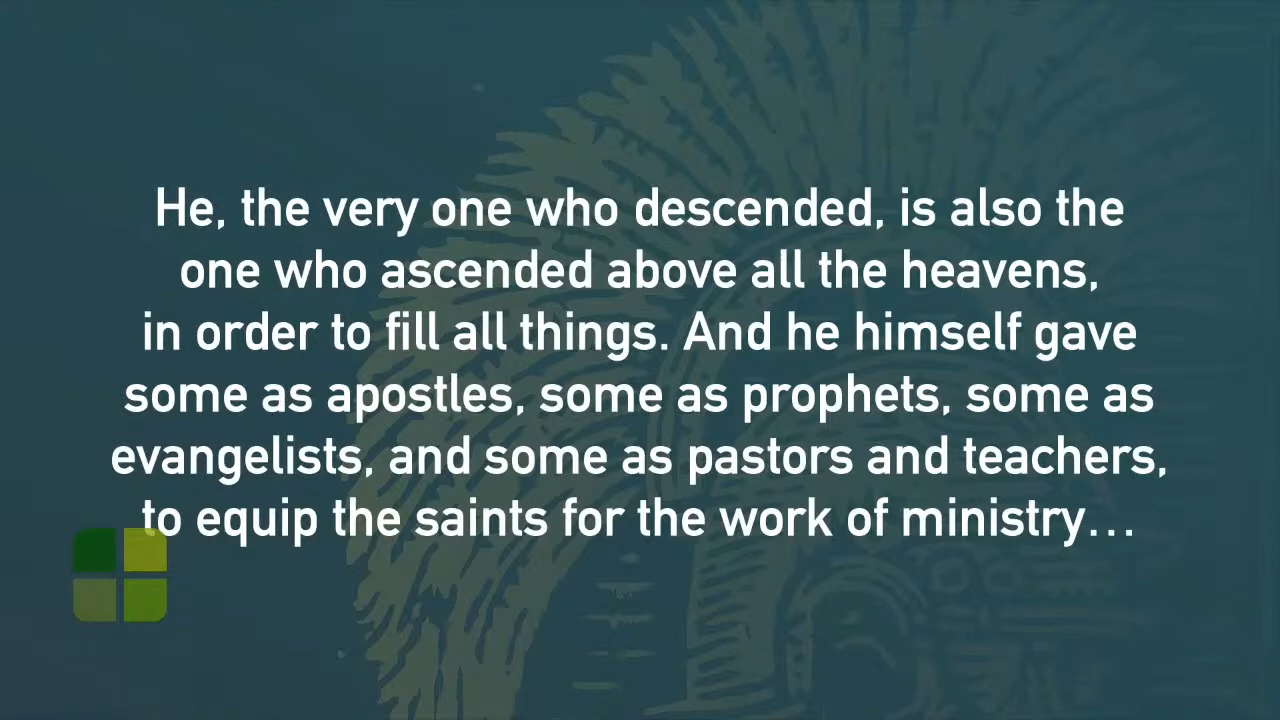 He, the very one who descended, is also the
one who ascended above all the heavens,
in order to fill all things. And he himself gave
some as apostles, some as prophets, some as
evangelists, and some as pastors and teachers,
to equip the saints for the work of ministry…